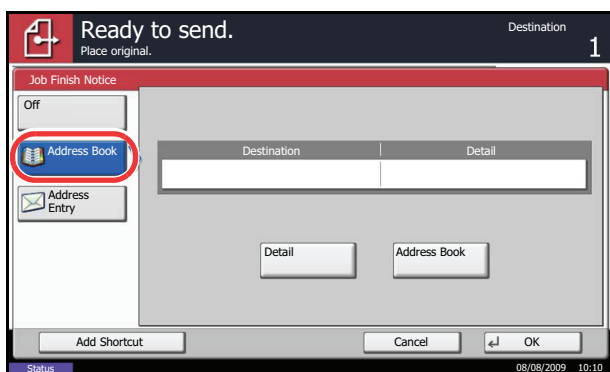 Ready to send.
Destination
Place original.
1
Job Finish Notice
Off
Address Book
Destination
Detail
Address
Entry
Detail
Address Book
Add Shortcut
Cancel
OK
Status
08/08/2009 10:10